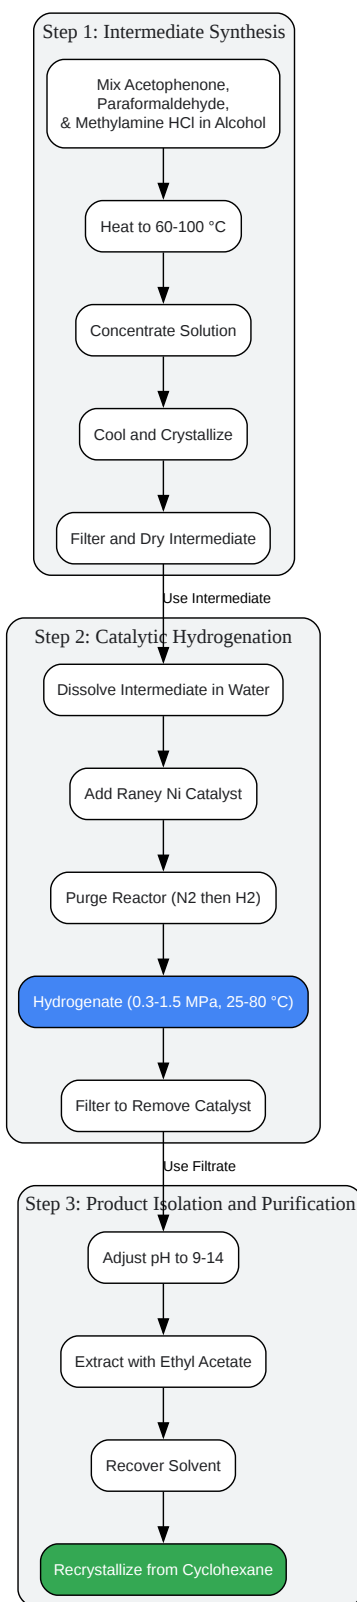 Step 1: Intermediate Synthesis
Mix Acetophenone,
Paraformaldehyde,
& Methylamine HCl in Alcohol
Heat to 60-100 °C
Concentrate Solution
Cool and Crystallize
Filter and Dry Intermediate
Use Intermediate
Step 2: Catalytic Hydrogenation
Dissolve Intermediate in Water
Add Raney Ni Catalyst
Purge Reactor (N2 then H2)
Hydrogenate (0.3-1.5 MPa, 25-80 °C)
Filter to Remove Catalyst
Use Filtrate
Step 3: Product Isolation and Purification
Adjust pH to 9-14
Extract with Ethyl Acetate
Recover Solvent
Recrystallize from Cyclohexane